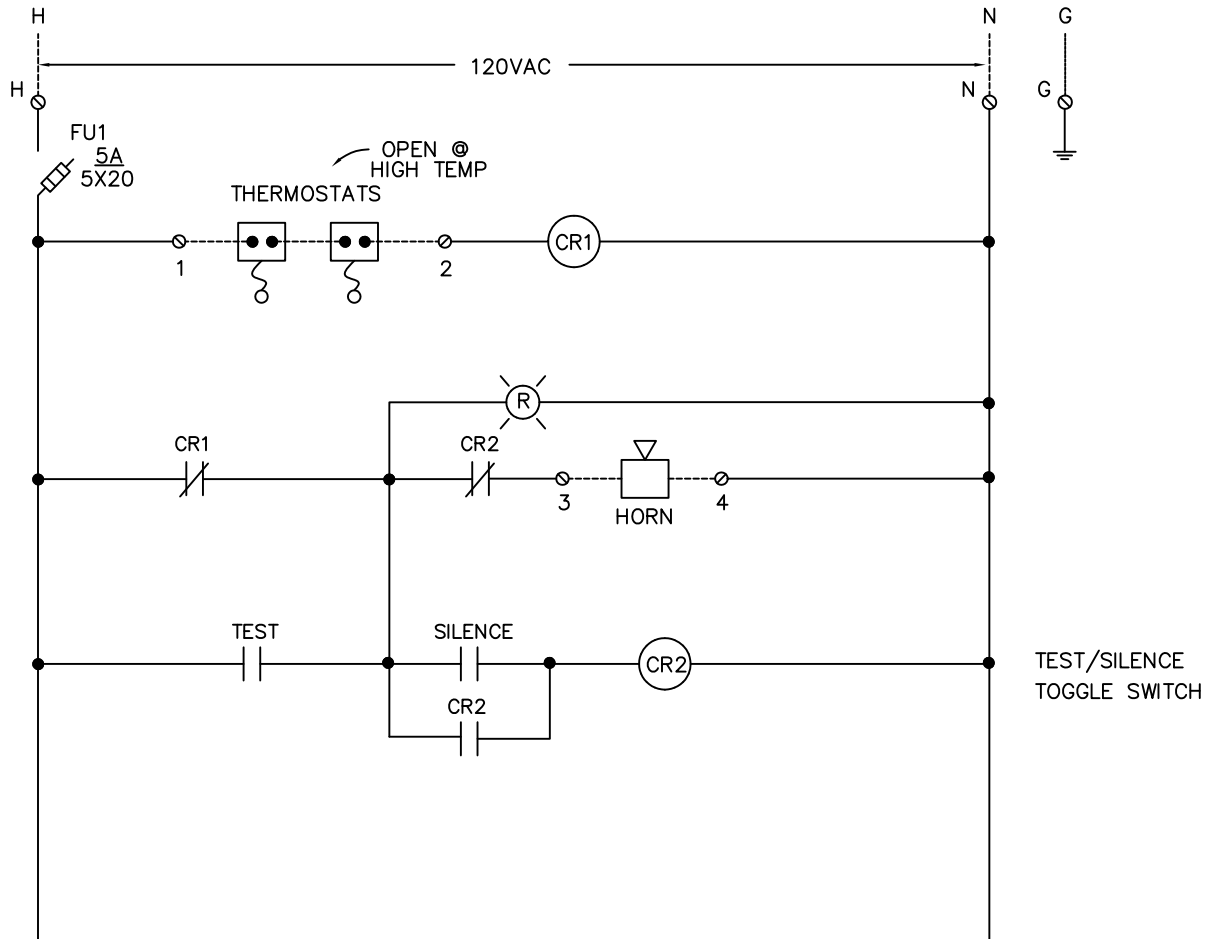 H
N
G
120VAC
H
N
G
FU1
5A
5X20
OPEN @
HIGH TEMP
THERMOSTATS
CR1
1
2
R
CR1
CR2
3
4
HORN
TEST
SILENCE
CR2
TEST/SILENCE
TOGGLE SWITCH
CR2